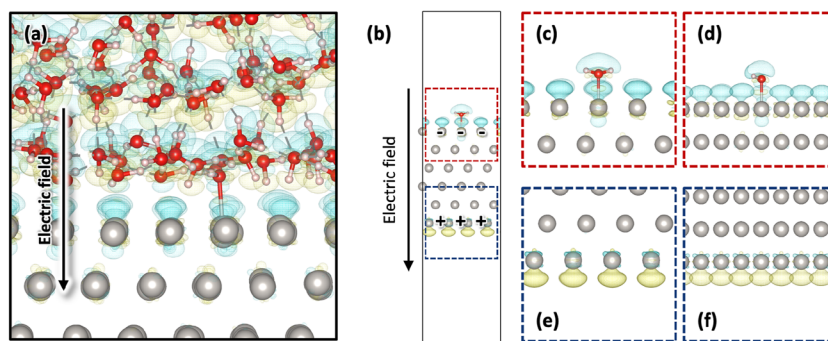 (a)
Electric field
(b)
Electric field
- - -
+ + +
(c)
(d)
(e)
(f)